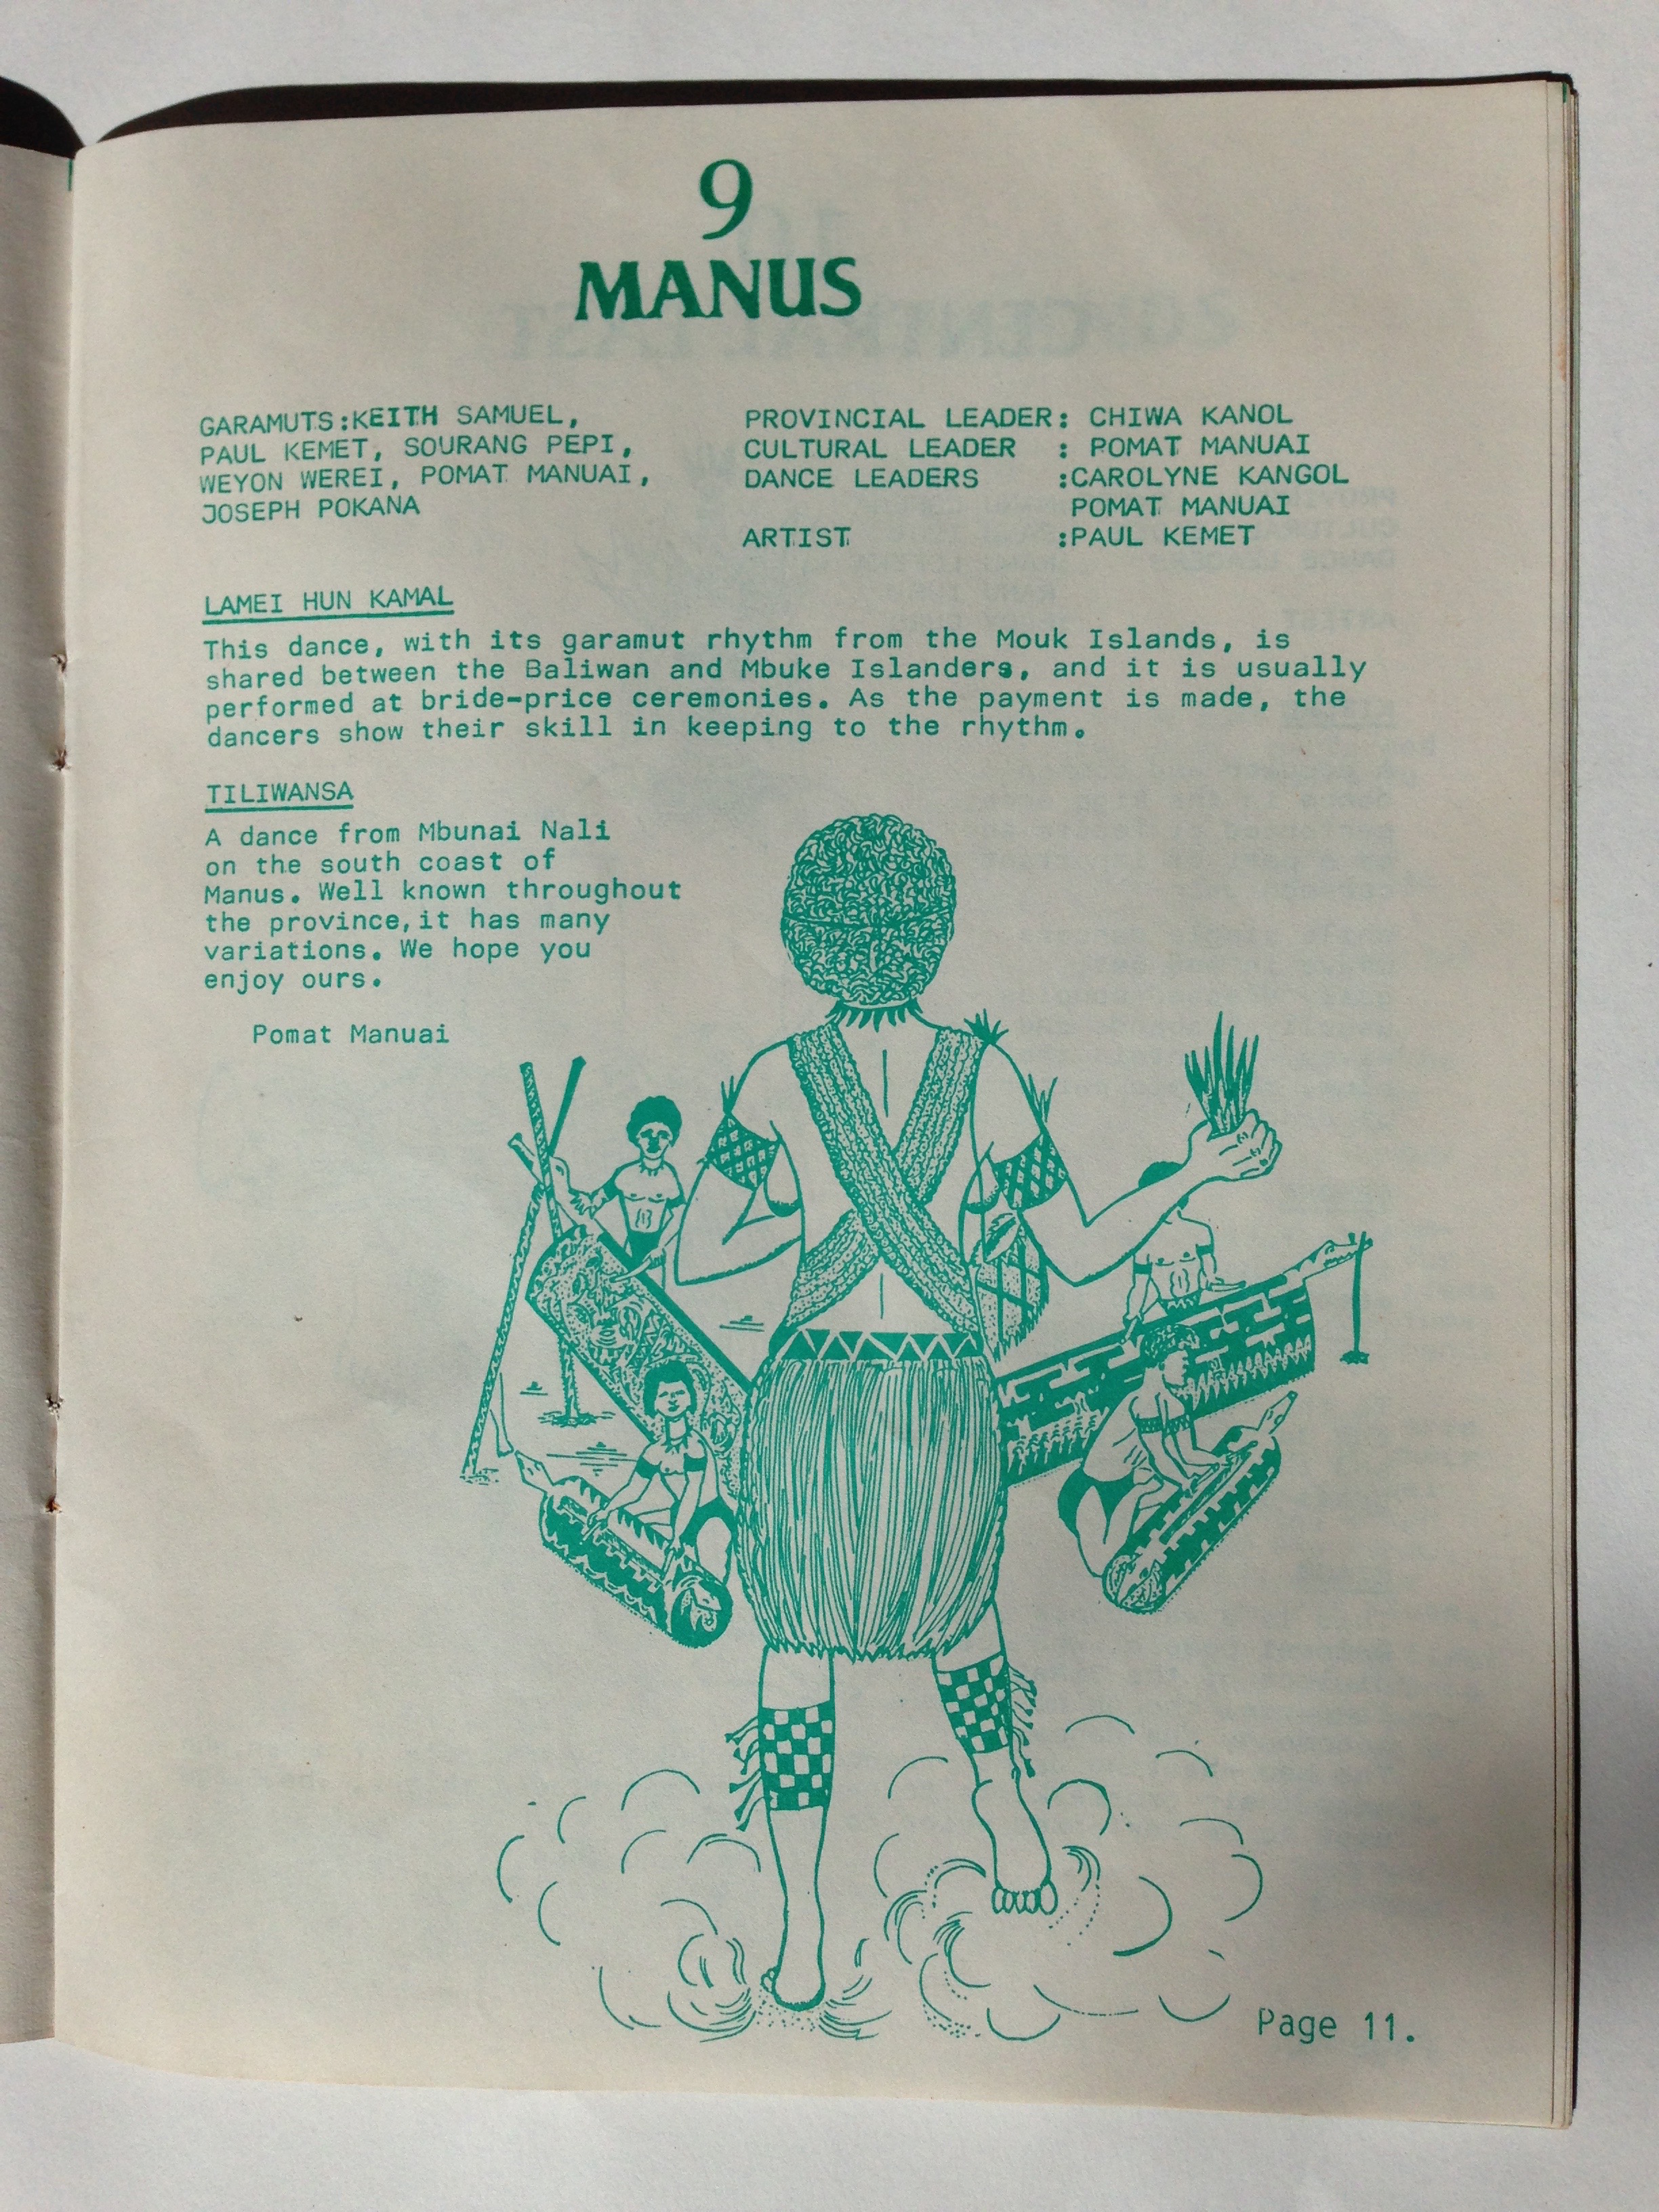 9
MANUS
GARAMUTS:KEITH SAMUEL,
PAUL KEMET, SOURANG PEPI,
WEYON WEREI, POMAT MANUAI,
JOSEPH POKANA
PROVINCIAL LEADER: CHIWA KANOL
CULTURAL LEADER : POMAT MANUAI
DANCE LEADERS :CAROLYNE KANGOL
POMAT MANUAI
ARTIST :PAUL KEMET
LAMEI HUN KAMAL
This dance, with its garamut rhythm from the Mouk Islands, is
shared between the Baliwan and Mbuke Islanders, and it is usually
performed at bride-price ceremonies. As the payment is made, the
dancers show their skill in keeping to the rhythm.
TILIWANSA
A dance from Mbunai Nali
on the south coast of
Manus. Well known throughout
the province,it has many
variations. We hope you
enjoy ours.
Pomat Manuai
Page 11.